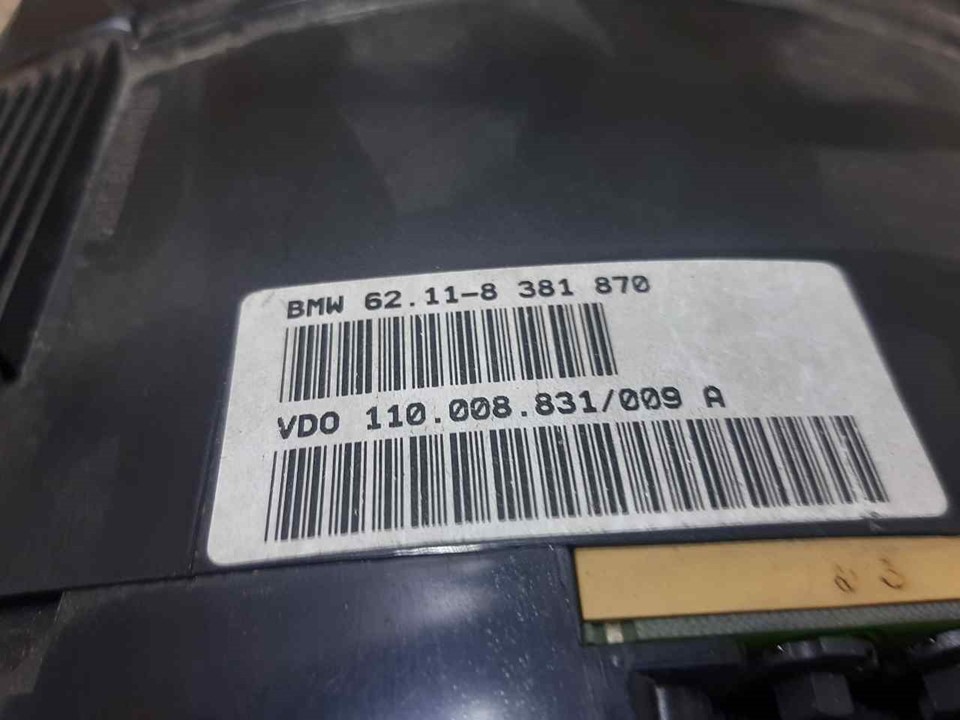 BMW 62.11-8 381 870
VDO 110.008.831/009 A